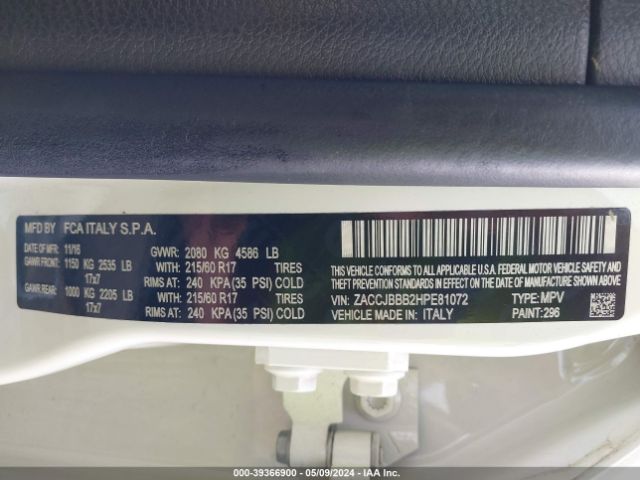 MFD BY FCA ITALY S.P.A.
DATE OF MFR: 11/16 GVWR: 2080 KG 4586 LB
GAWR FRONT: 1150 KG 2535 LB WITH: 215/60 R17 TIRES
17x7 RIMS AT: 240 KPA(35 PSI) COLD
GAWR REAR: 1000 KG 2205 LB WITH: 215/60 R17 TIRES
17x7 RIMS AT: 240 KPA(35 PSI) COLD
THIS VEHICLE CONFORMS TO ALL APPLICABLE U.S. FEDERAL MOTOR VEHICLE SAFETY AND
THEFT PREVENTION STANDARDS IN EFFECT ON THE DATE OF MANUFACTURE SHOWN ABOVE.
VIN: ZACCJBBB2HPE81072 TYPE: MPV
VEHICLE MADE IN: ITALY PAINT: 296
000-39366900 - 05/09/2024 - IAAI.COM